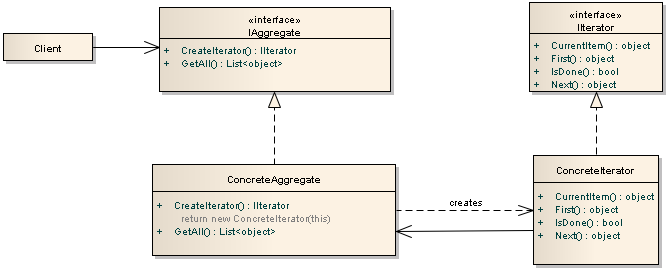 Client
«interface»
IAggregate
+ CreateIterator() : IIterator
+ GetAll() : List<object>
«interface»
IIterator
+ CurrentItem() : object
+ First() : object
+ IsDone() : bool
+ Next() : object
ConcreteAggregate
+ CreateIterator() : IIterator
return new ConcreteIterator(this)
+ GetAll() : List<object>
creates
ConcreteIterator
+ CurrentItem() : object
+ First() : object
+ IsDone() : bool
+ Next() : object